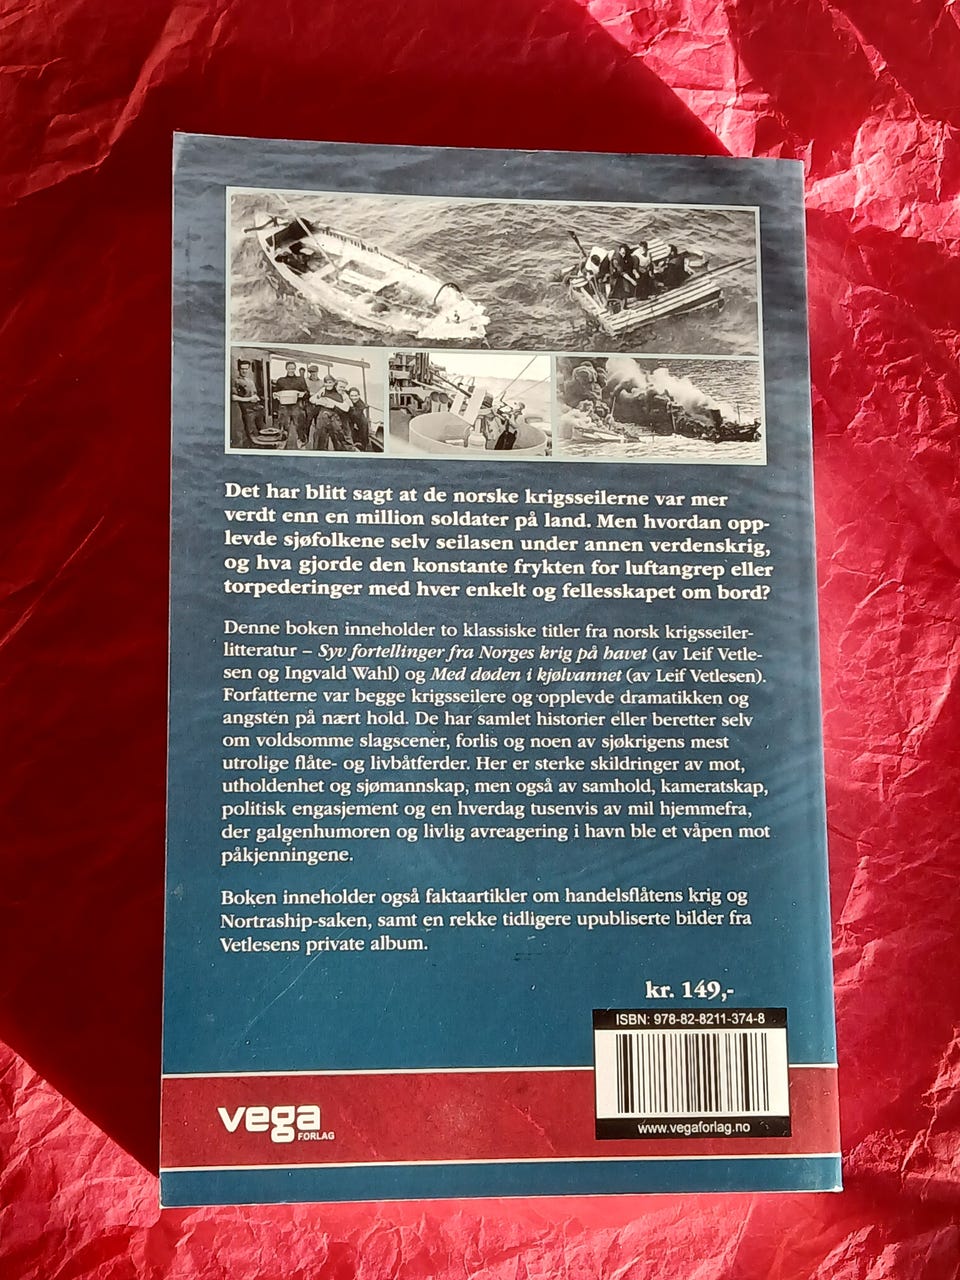 Det har blitt sagt at de norske krigsseilerne var mer
verdt enn en million soldater på land. Men hvordan opp-
levde sjøfolkene selv seilasen under annen verdenskrig,
og hva gjorde den konstante frykten for luftangrep eller
torpederinger med hver enkelt og fellesskapet om bord?
Denne boken inneholder to klassiske titler fra norsk krigsseiler-
litteratur – Syv fortellinger fra Norges krig på havet (av Leif Vetle-
sen og Ingvald Wahl) og Med døden i kjølvannet (av Leif Vetlesen).
Forfatterne var begge krigsseilere og opplevde dramatikken og
angsten på nært hold. De har samlet historier eller beretter selv
om voldsomme slagscener, forlis og noen av sjøkrigens mest
utrolige flåte- og livbåtferder. Her er sterke skildringer av mot,
utholdenhet og sjømannskap, men også av samhold, kameratskap,
politisk engasjement og en hverdag tusenvis av mil hjemmefra,
der galgenhumoren og livlig avreagering i havn ble et våpen mot
påkjenningene.
Boken inneholder også faktaartikler om handelsflåtens krig og
Nortraship-saken, samt en rekke tidligere upubliserte bilder fra
Vetlesens private album.
kr. 149,-
ISBN: 978-82-8211-374-8
www.vegaforlag.no
vega
FORLAG